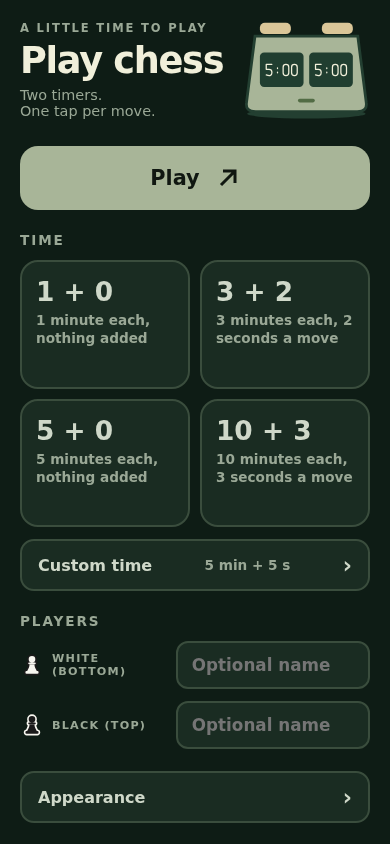 A LITTLE TIME TO PLAY
Play chess
Two timers.
One tap per move.
5:00 5:00
Play
TIME
1 + 0
1 minute each,
nothing added
3 + 2
3 minutes each, 2
seconds a move
5 + 0
5 minutes each,
nothing added
10 + 3
10 minutes each,
3 seconds a move
Custom time 5 min + 5 s ›
PLAYERS
WHITE
(BOTTOM)
Optional name
BLACK (TOP)
Optional name
Appearance ›